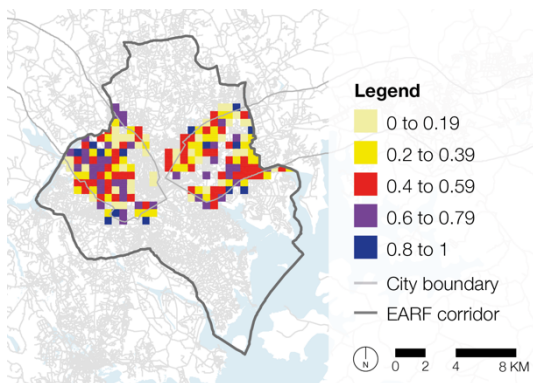 Legend
0 to 0.19
0.2 to 0.39
0.4 to 0.59
0.6 to 0.79
0.8 to 1
City boundary
EARF corridor
N
0 2 4 8 KM